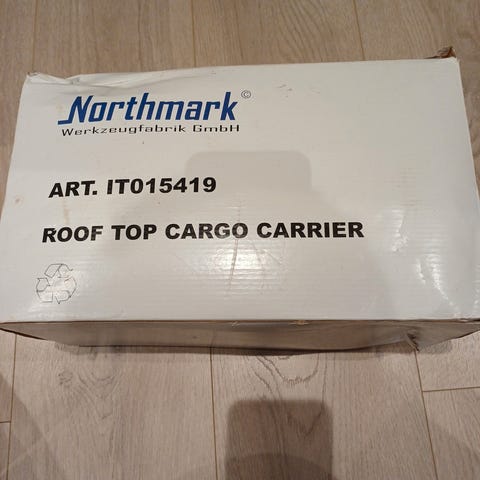 Northmark©
Werkzeugfabrik GmbH
ART. IT015419
ROOF TOP CARGO CARRIER